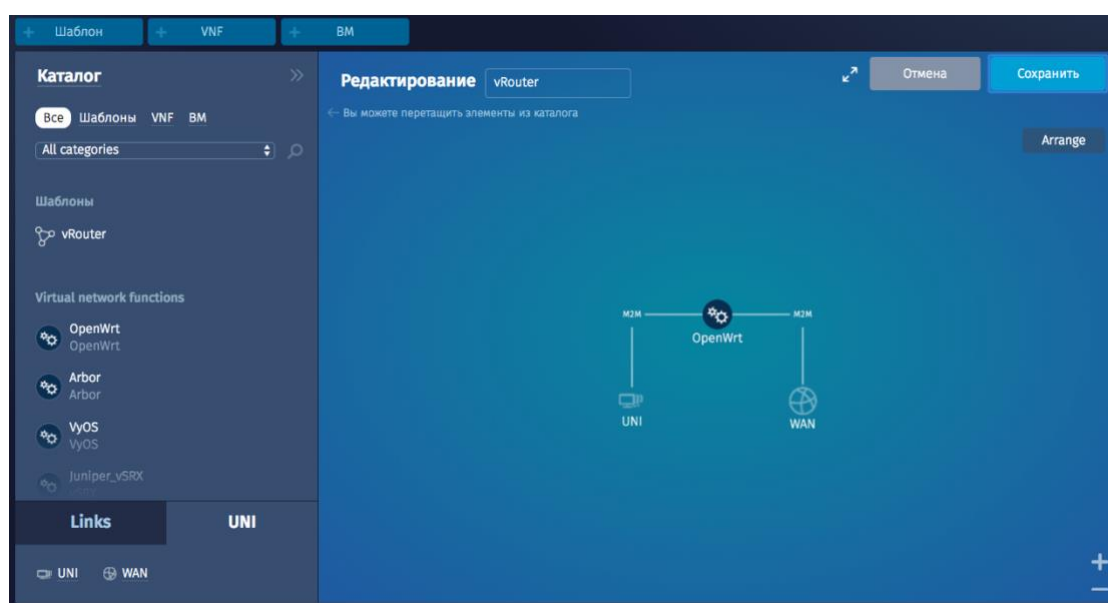 + Шаблон + VNF + ВМ
Каталог »
Редактирование vRouter
Отмена
Сохранить
← Вы можете перетащить элементы из каталога
Все Шаблоны VNF ВМ
All categories
Arrange
Шаблоны
vRouter
Virtual network functions
OpenWrt
OpenWrt
Arbor
Arbor
VyOS
VyOS
Juniper_vSRX
M2M
M2M
OpenWrt
UNI
WAN
Links
UNI
UNI
WAN
+
−